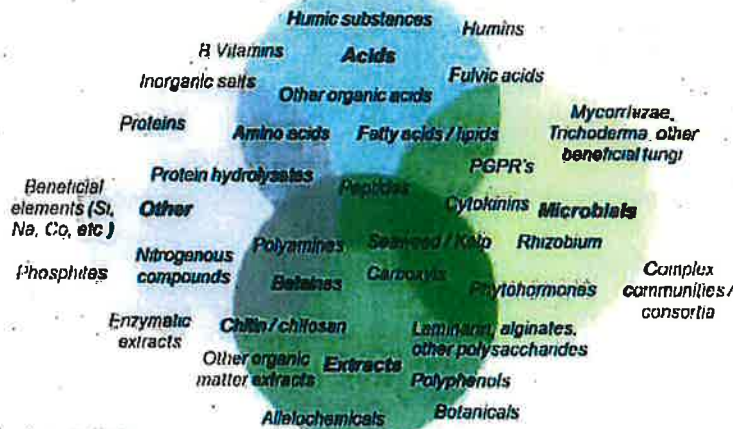 Humic substances
Humins
B Vitamins
Acids
Inorganic salts
Fulvic acids
Other organic acids
Proteins
Amino acids
Fatty acids / lipids
Mycorrhizae,
Trichoderma, other
beneficial fungi
Protein hydrolysates
Peptides
PGPR's
Beneficial
elements (Si,
Na, Co, etc)
Other
Cytokinins
Microbials
Polyamines
Seaweed / Kelp
Rhizobium
Phosphites
Nitrogenous
compounds
Betaines
Carboxyls
Phytohormones
Complex
communities /
consortia
Enzymatic
extracts
Chitin / chitosan
Laminarin, alginates,
other polysaccharides
Other organic
matter extracts
Extracts
Polyphenols
Allelochemicals
Botanicals